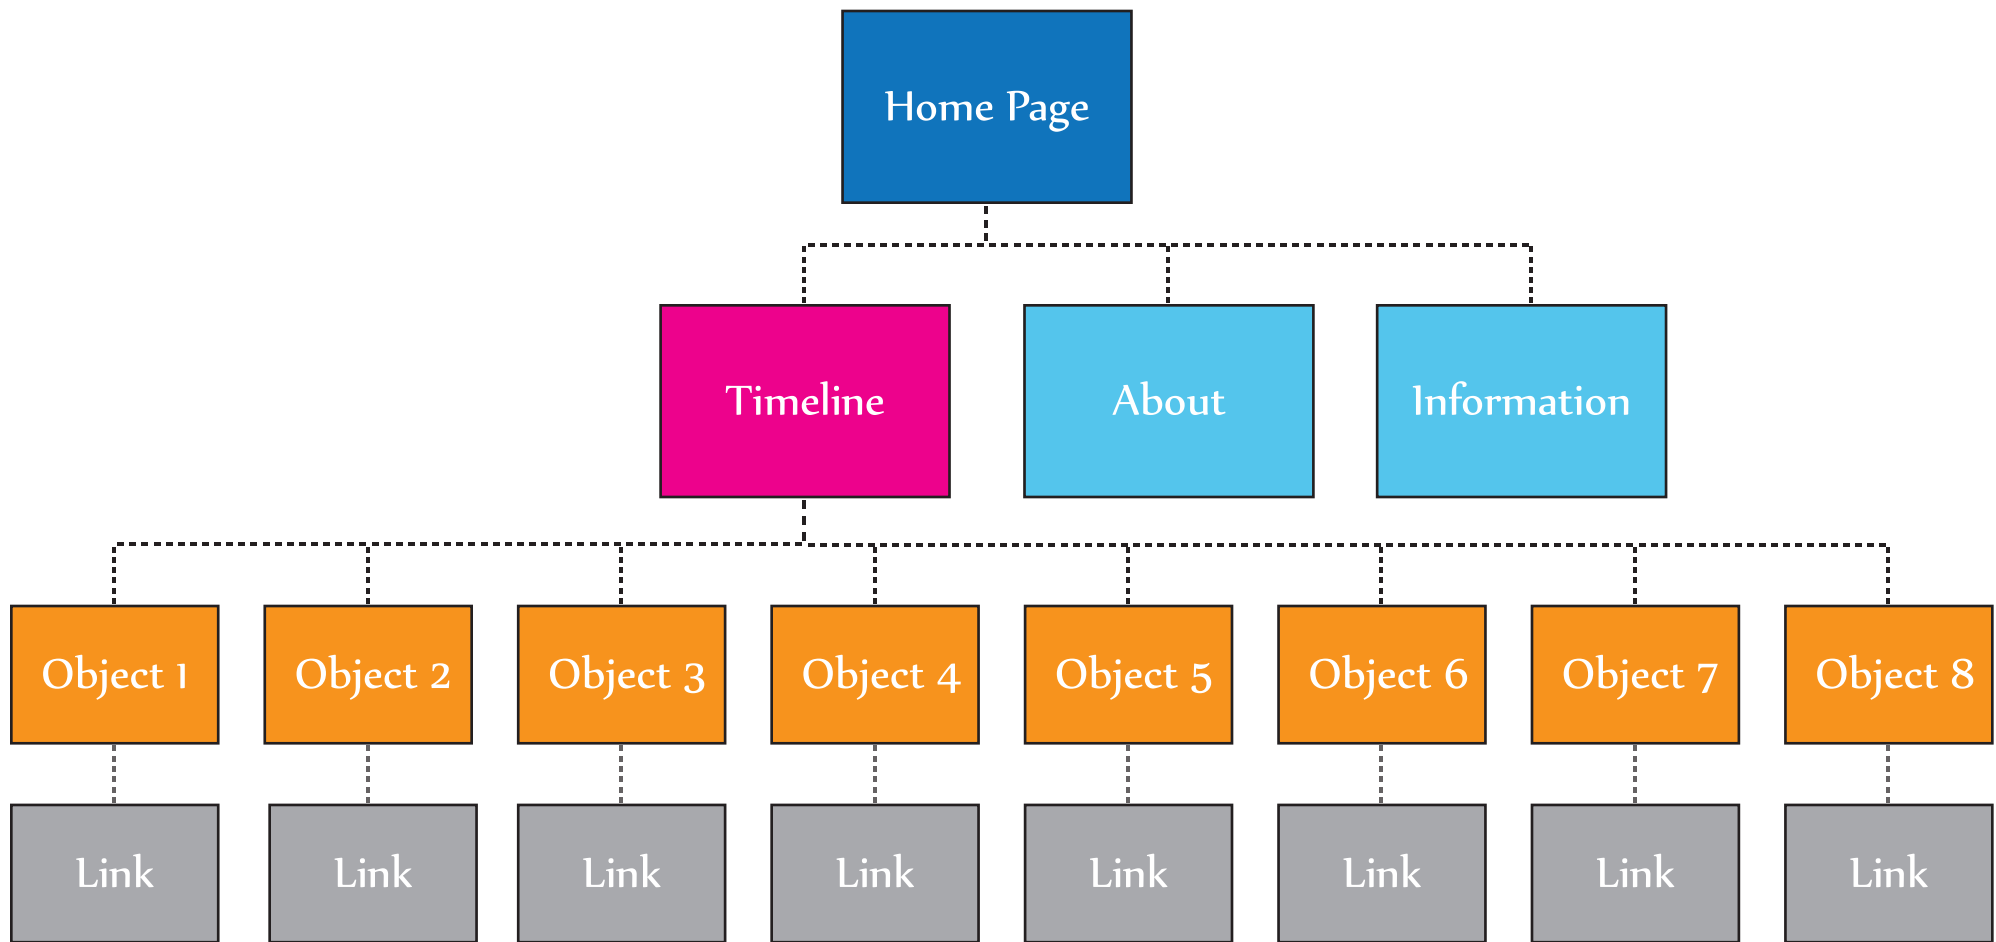 Home Page
Timeline
About
Information
Object 1
Object 2
Object 3
Object 4
Object 5
Object 6
Object 7
Object 8
Link
Link
Link
Link
Link
Link
Link
Link